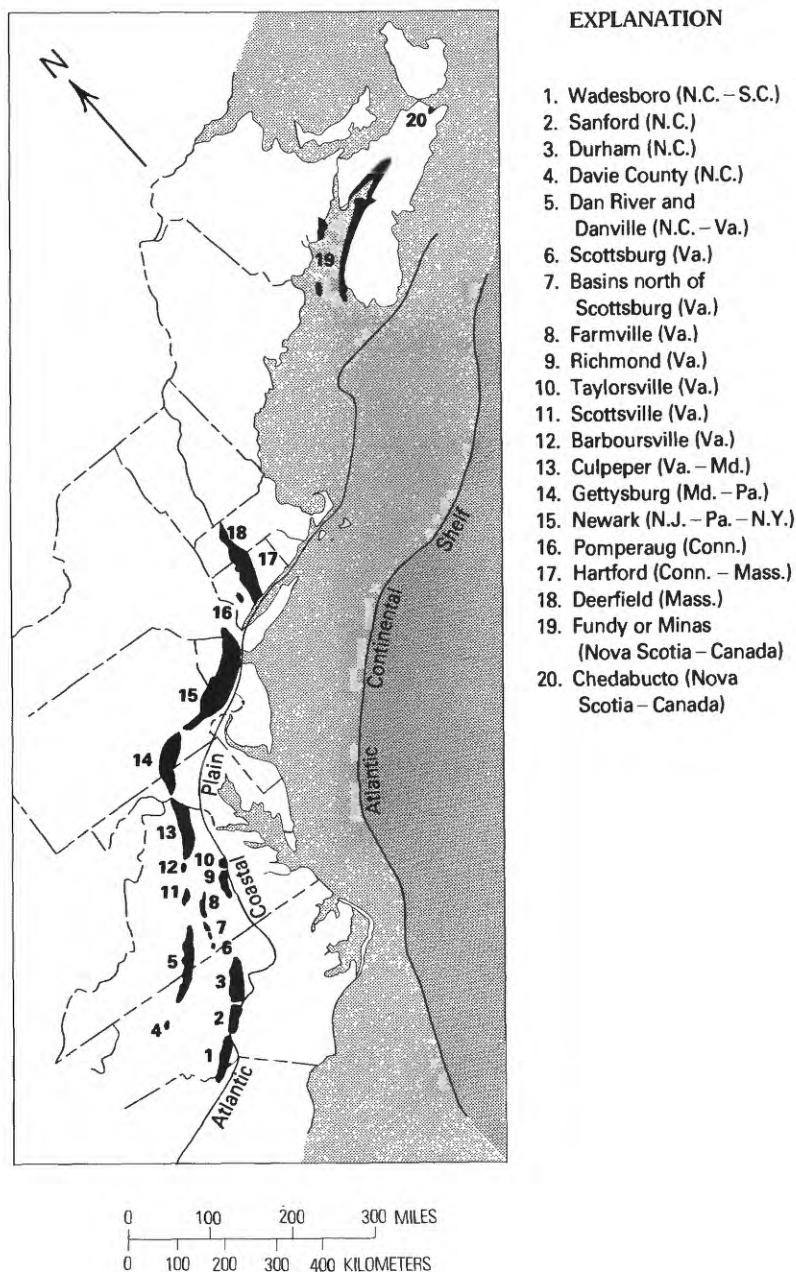 EXPLANATION
1. Wadesboro (N.C. – S.C.)
2. Sanford (N.C.)
3. Durham (N.C.)
4. Davie County (N.C.)
5. Dan River and
Danville (N.C. – Va.)
6. Scottsburg (Va.)
7. Basins north of
Scottsburg (Va.)
8. Farmville (Va.)
9. Richmond (Va.)
10. Taylorsville (Va.)
11. Scottsville (Va.)
12. Barboursville (Va.)
13. Culpeper (Va. – Md.)
14. Gettysburg (Md. – Pa.)
15. Newark (N.J. – Pa. – N.Y.)
16. Pomperaug (Conn.)
17. Hartford (Conn. – Mass.)
18. Deerfield (Mass.)
19. Fundy or Minas
(Nova Scotia – Canada)
20. Chedabucto (Nova
Scotia – Canada)
N
20
19
18
17
16
15
14
13
12
11
10
9
8
7
6
5
4
3
2
1
Atlantic Coastal Plain
Atlantic Continental Shelf
0 100 200 300 MILES
0 100 200 300 400 KILOMETERS